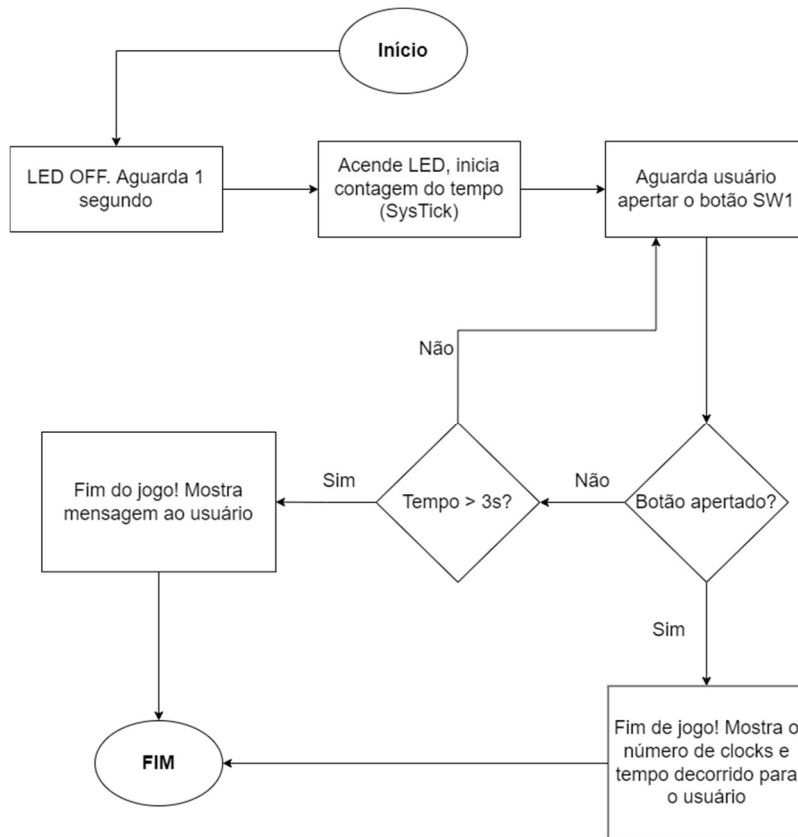 Início
LED OFF. Aguarda 1
segundo
Acende LED, inicia
contagem do tempo
(SysTick)
Aguarda usuário
apertar o botão SW1
Não
Fim do jogo! Mostra
mensagem ao usuário
Sim
Tempo > 3s?
Não
Botão apertado?
Sim
Fim de jogo! Mostra o
número de clocks e
tempo decorrido para
o usuário
FIM